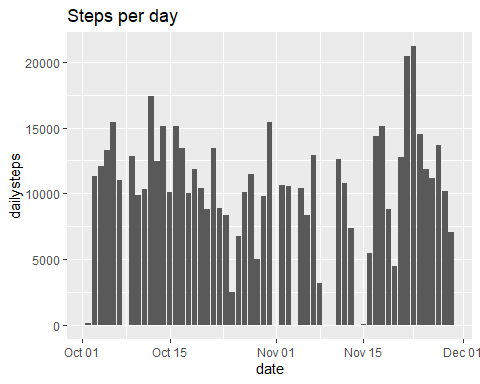 Steps per day
20000
15000
10000
5000
0
dailysteps
Oct 01 Oct 15 Nov 01 Nov 15 Dec 01
date